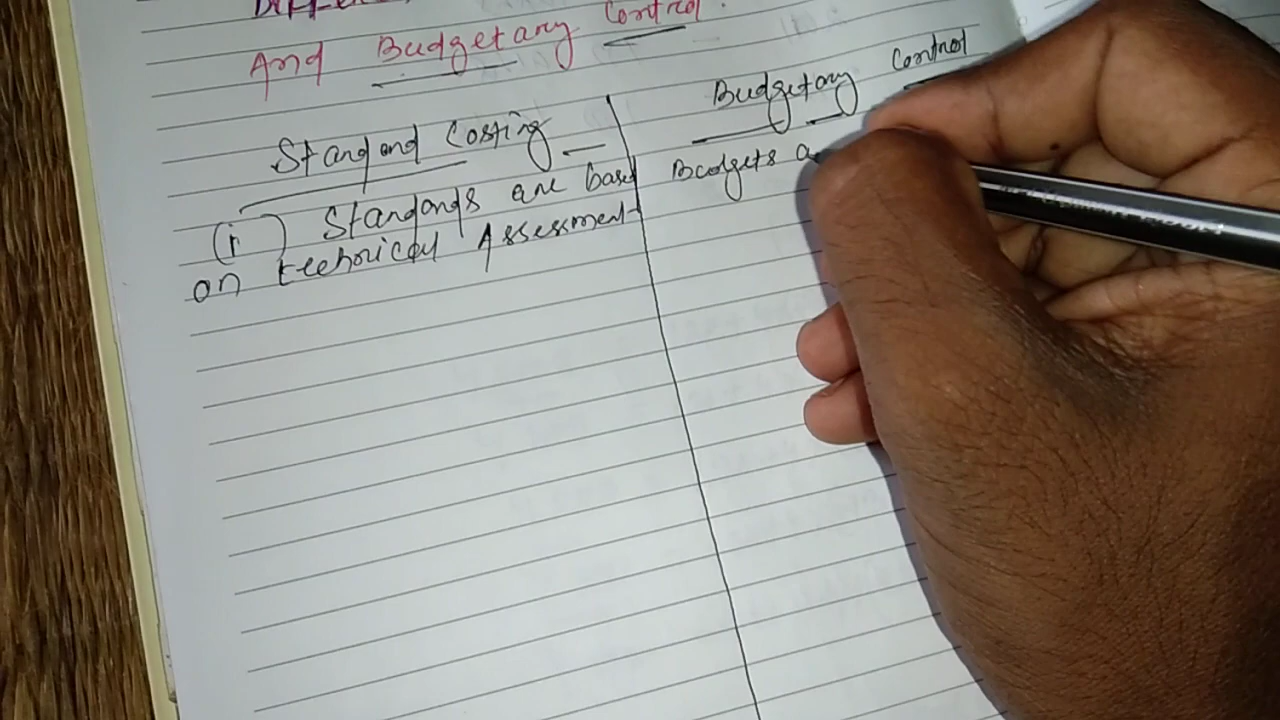 And Budgetary Control.
Standard Costing
Budgetary Control
(i) Standards are based
on technical Assessment
Budgets a